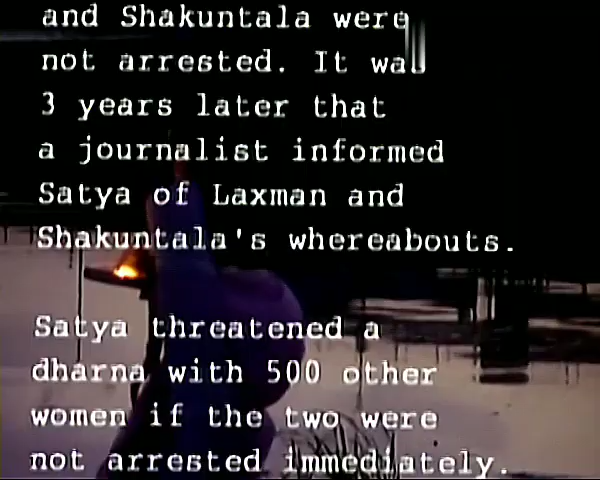 and Shakuntala were
not arrested. It was
3 years later that
a journalist informed
Satya of Laxman and
Shakuntala's whereabouts.
Satya threatened a
dharna with 500 other
women if the two were
not arrested immediately.